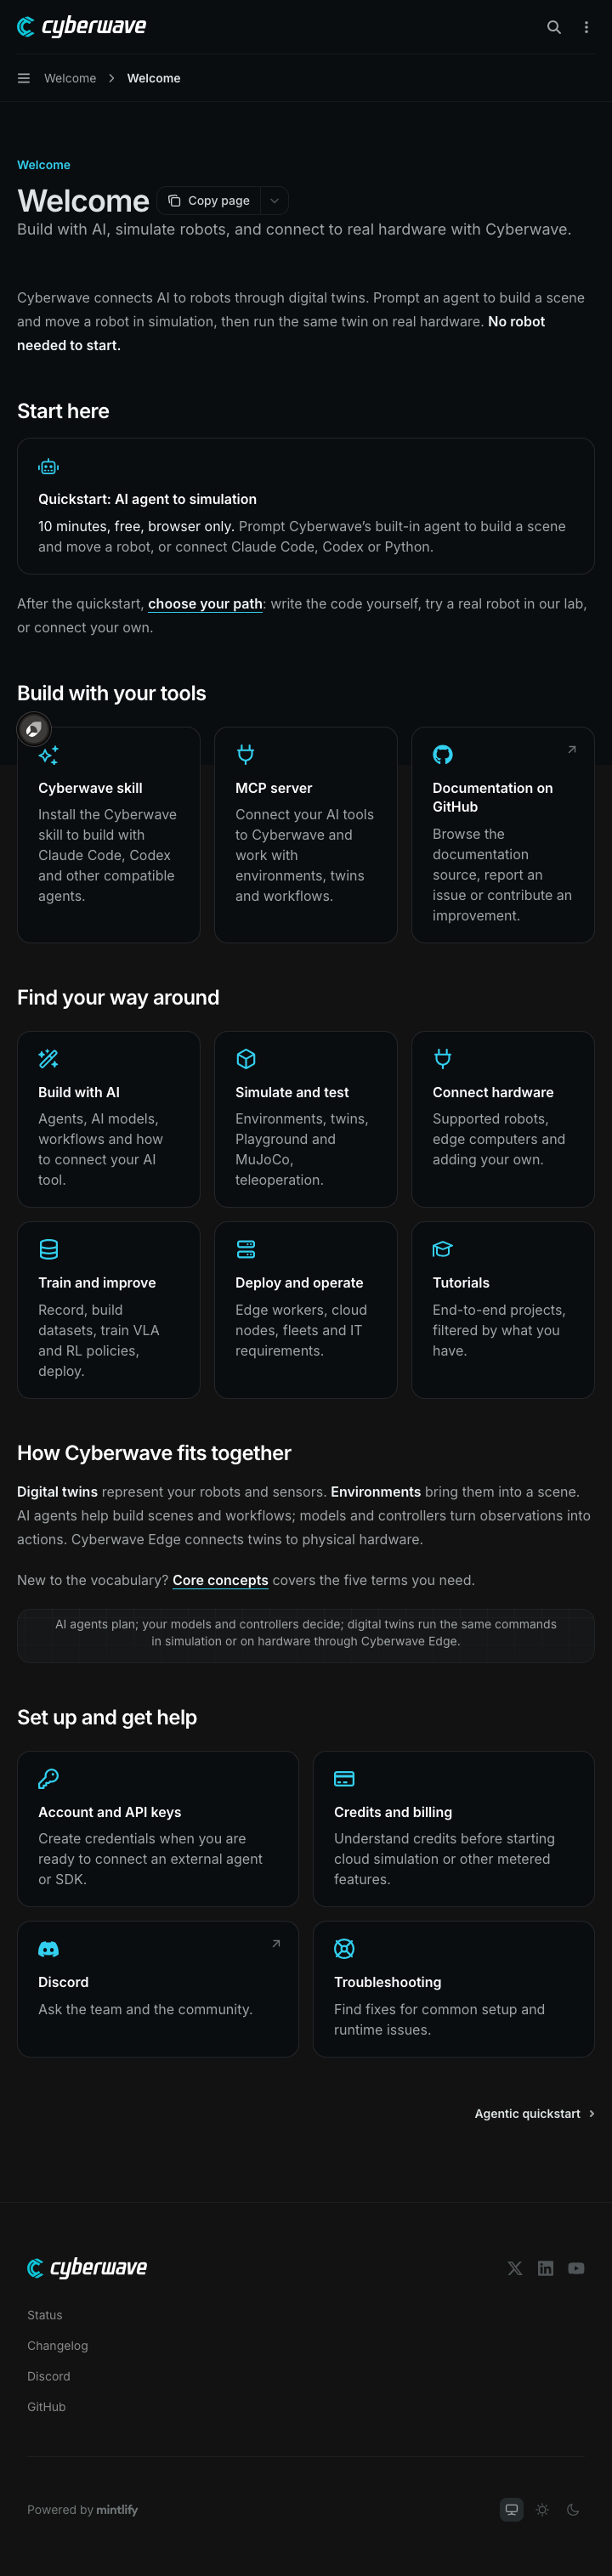 cyberwave
Welcome
Welcome
Welcome
Welcome
Copy page
Build with AI, simulate robots, and connect to real hardware with Cyberwave.
Cyberwave connects AI to robots through digital twins. Prompt an agent to build a scene
and move a robot in simulation, then run the same twin on real hardware. No robot
needed to start.
Start here
Quickstart: AI agent to simulation
10 minutes, free, browser only. Prompt Cyberwave’s built-in agent to build a scene
and move a robot, or connect Claude Code, Codex or Python.
After the quickstart, choose your path: write the code yourself, try a real robot in our lab,
or connect your own.
Build with your tools
Cyberwave skill
Install the Cyberwave
skill to build with
Claude Code, Codex
and other compatible
agents.
MCP server
Connect your AI tools
to Cyberwave and
work with
environments, twins
and workflows.
Documentation on
GitHub
Browse the
documentation
source, report an
issue or contribute an
improvement.
Find your way around
Build with AI
Agents, AI models,
workflows and how
to connect your AI
tool.
Simulate and test
Environments, twins,
Playground and
MuJoCo,
teleoperation.
Connect hardware
Supported robots,
edge computers and
adding your own.
Train and improve
Record, build
datasets, train VLA
and RL policies,
deploy.
Deploy and operate
Edge workers, cloud
nodes, fleets and IT
requirements.
Tutorials
End-to-end projects,
filtered by what you
have.
How Cyberwave fits together
Digital twins represent your robots and sensors. Environments bring them into a scene.
AI agents help build scenes and workflows; models and controllers turn observations into
actions. Cyberwave Edge connects twins to physical hardware.
New to the vocabulary? Core concepts covers the five terms you need.
AI agents plan; your models and controllers decide; digital twins run the same commands
in simulation or on hardware through Cyberwave Edge.
Set up and get help
Account and API keys
Create credentials when you are
ready to connect an external agent
or SDK.
Credits and billing
Understand credits before starting
cloud simulation or other metered
features.
Discord
Ask the team and the community.
Troubleshooting
Find fixes for common setup and
runtime issues.
Agentic quickstart
cyberwave
Status
Changelog
Discord
GitHub
Powered by mintlify